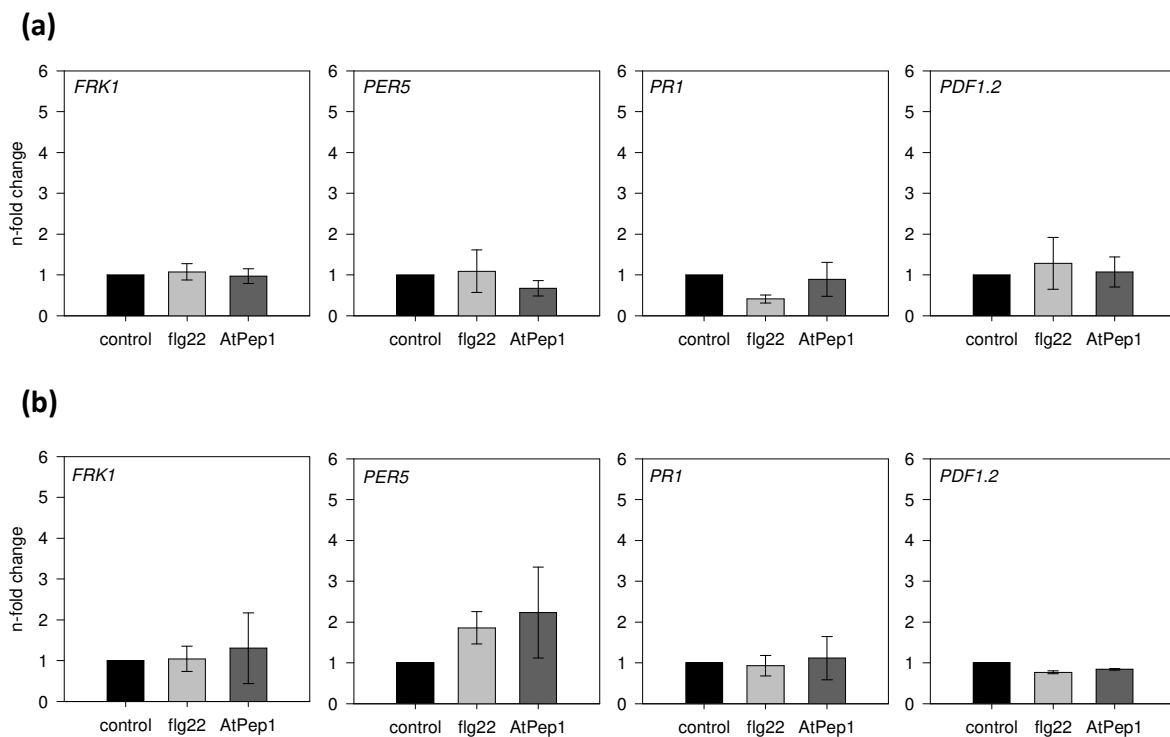 (a)
FRK1 PER5 PR1 PDF1.2
n-fold change
6 6 6 6
5 5 5 5
4 4 4 4
3 3 3 3
2 2 2 2
1 1 1 1
0 0 0 0
control flg22 AtPep1 control flg22 AtPep1 control flg22 AtPep1 control flg22 AtPep1
(b)
FRK1 PER5 PR1 PDF1.2
n-fold change
6 6 6 6
5 5 5 5
4 4 4 4
3 3 3 3
2 2 2 2
1 1 1 1
0 0 0 0
control flg22 AtPep1 control flg22 AtPep1 control flg22 AtPep1 control flg22 AtPep1